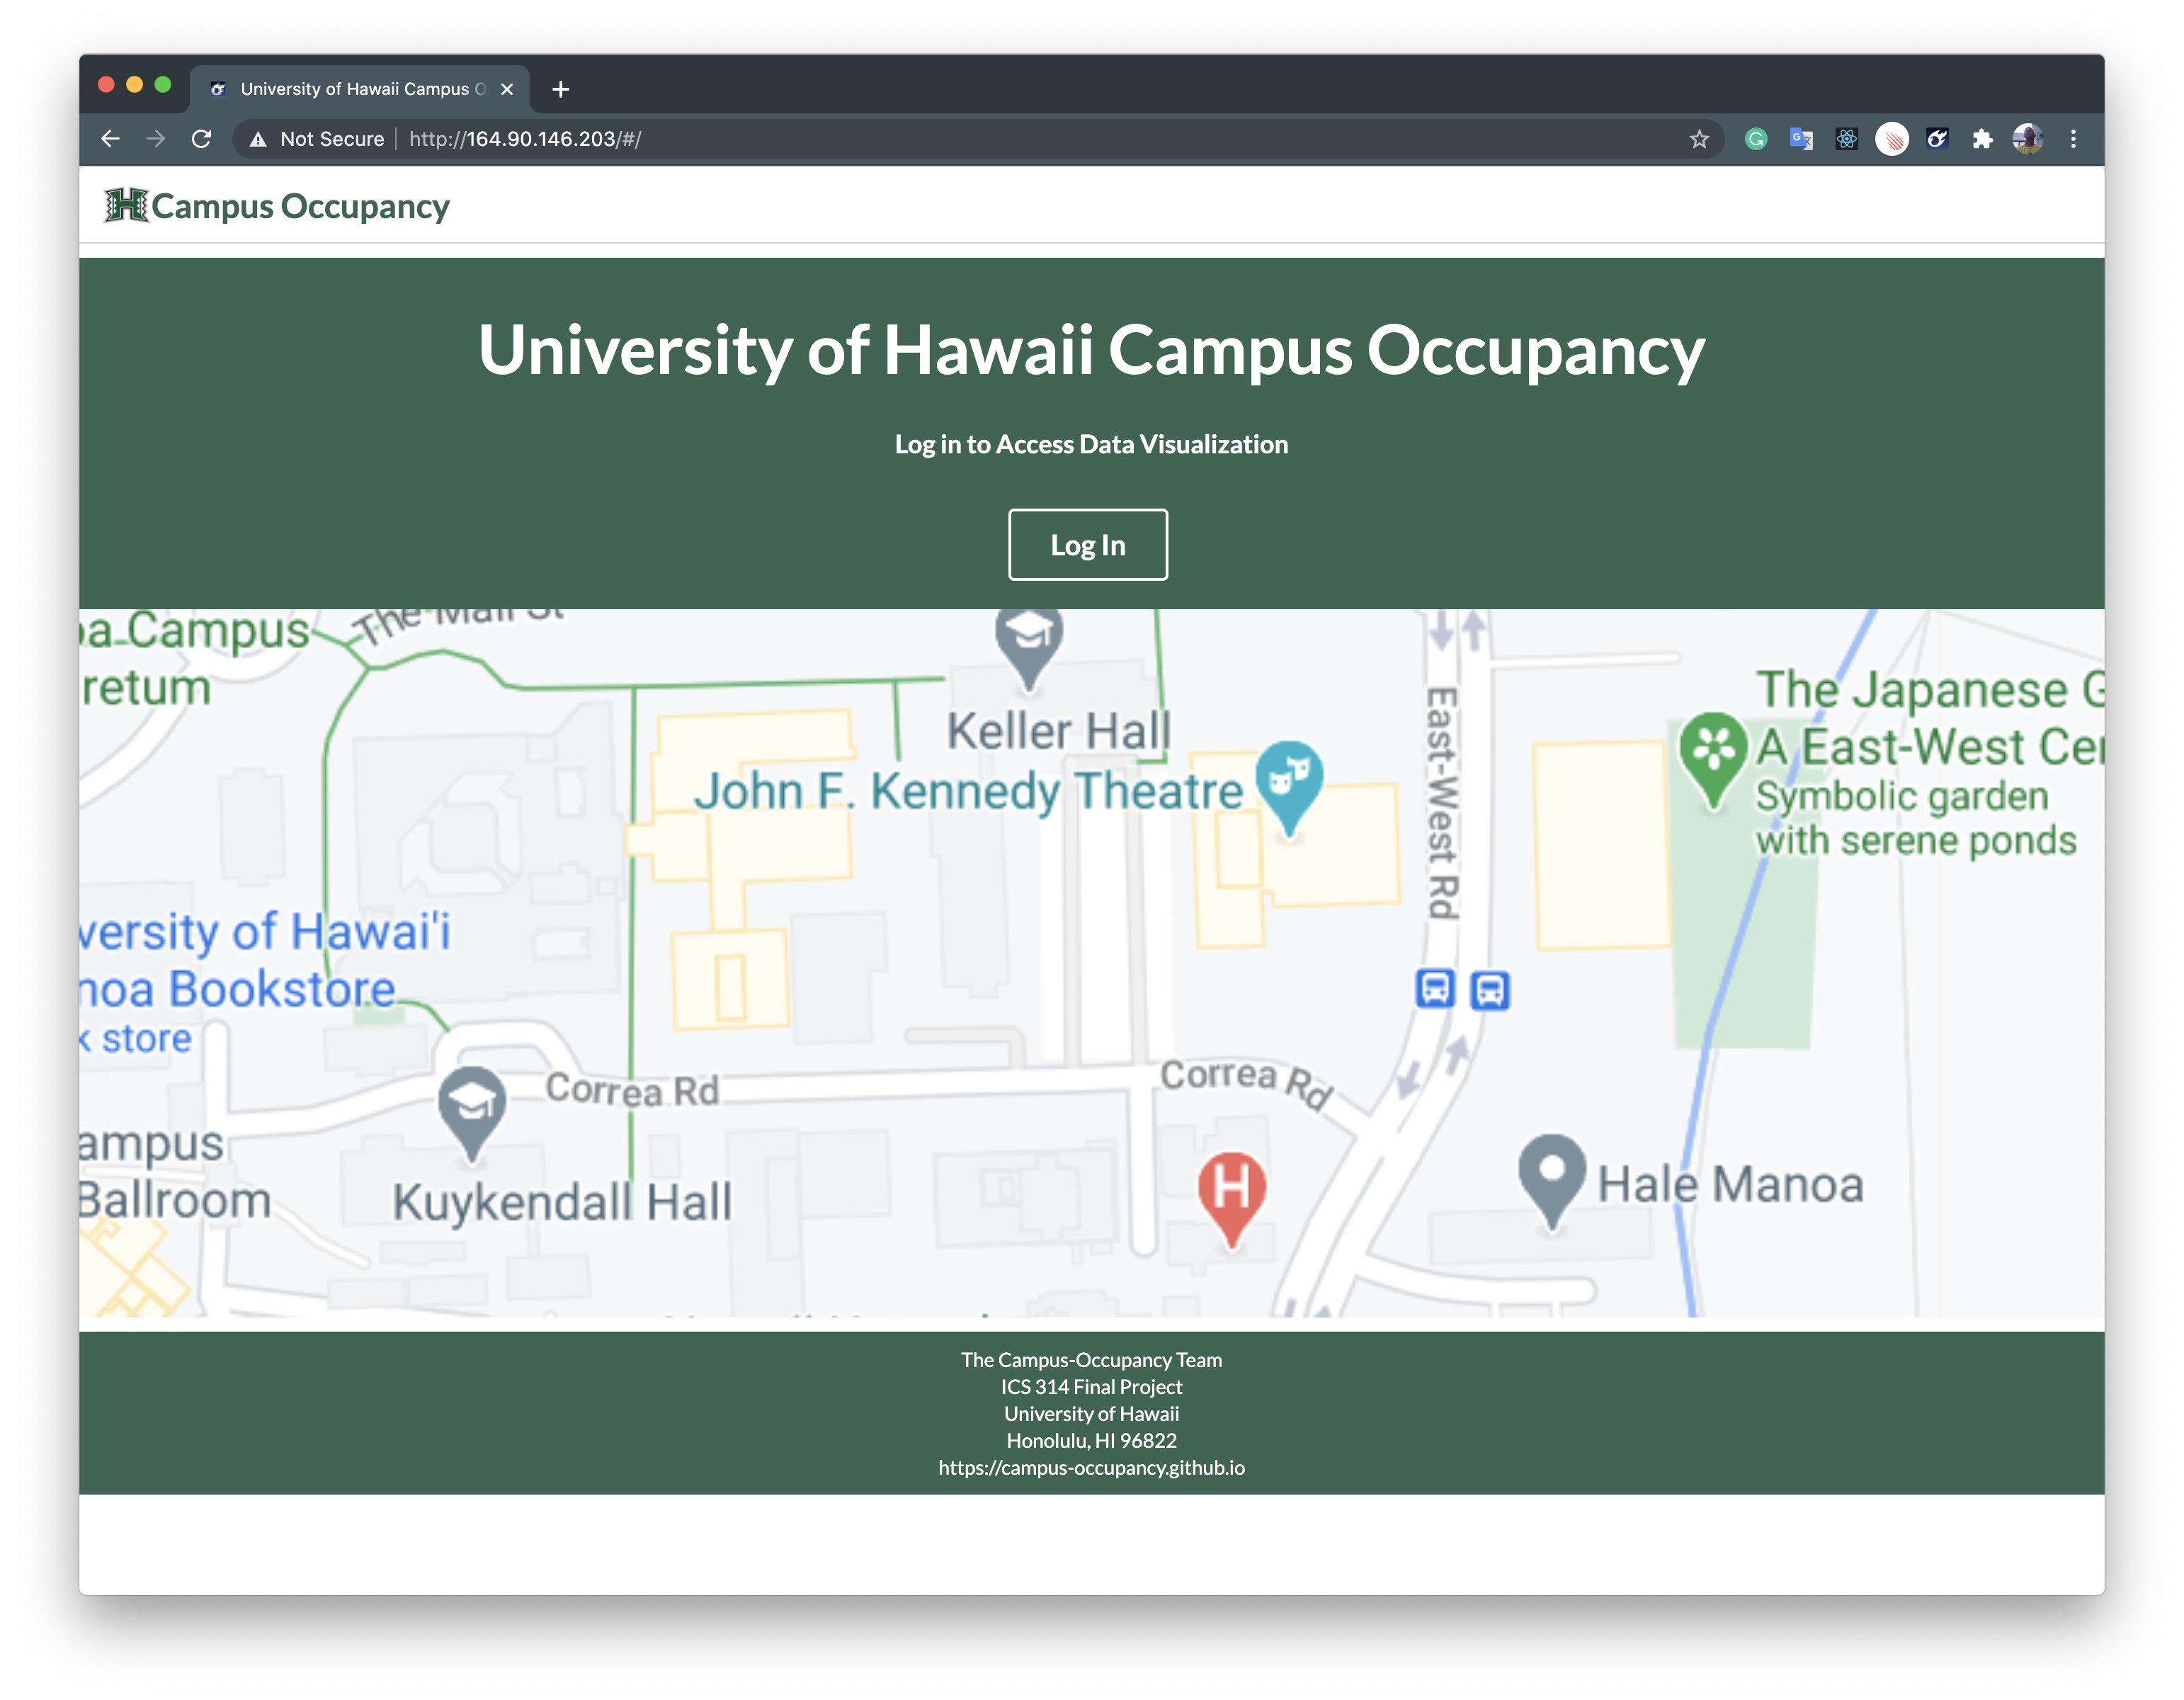 University of Hawaii Campus O
Not Secure | http://164.90.146.203/#/
Campus Occupancy
University of Hawaii Campus Occupancy
Log in to Access Data Visualization
Log In
oa Campus
retum
The Mall St
Keller Hall
John F. Kennedy Theatre
East-West Rd
The Japanese G
A East-West Cer
Symbolic garden
with serene ponds
versity of Hawai'i
noa Bookstore
k store
Correa Rd
Correa Rd
ampus
Ballroom
Kuykendall Hall
H
Hale Manoa
The Campus-Occupancy Team
ICS 314 Final Project
University of Hawaii
Honolulu, HI 96822
https://campus-occupancy.github.io